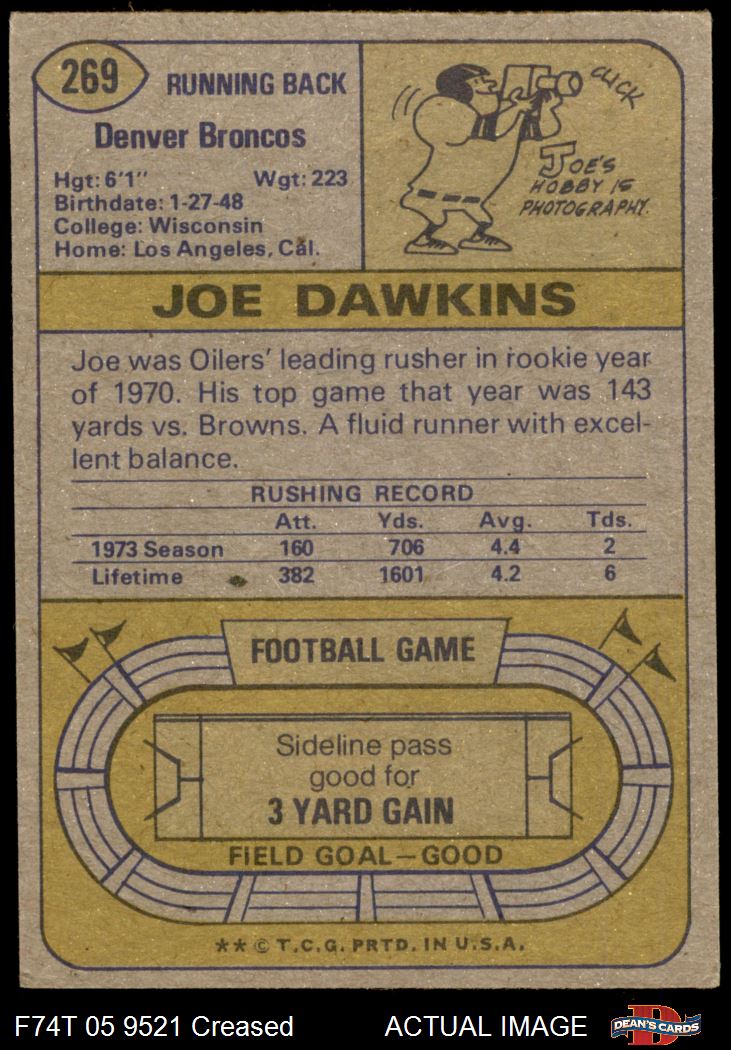 269
RUNNING BACK
Denver Broncos
Hgt: 6'1" Wgt: 223
Birthdate: 1-27-48
College: Wisconsin
Home: Los Angeles, Cal.
CLICK
JOE'S
HOBBY IS
PHOTOGRAPHY.
JOE DAWKINS
Joe was Oilers' leading rusher in rookie year
of 1970. His top game that year was 143
yards vs. Browns. A fluid runner with excel-
lent balance.
RUSHING RECORD
Att. Yds. Avg. Tds.
1973 Season 160 706 4.4 2
Lifetime 382 1601 4.2 6
FOOTBALL GAME
Sideline pass
good for
3 YARD GAIN
FIELD GOAL—GOOD
** © T.C.G. PRTD. IN U.S.A.
F74T 05 9521 Creased ACTUAL IMAGE
D
DEAN'S CARDS